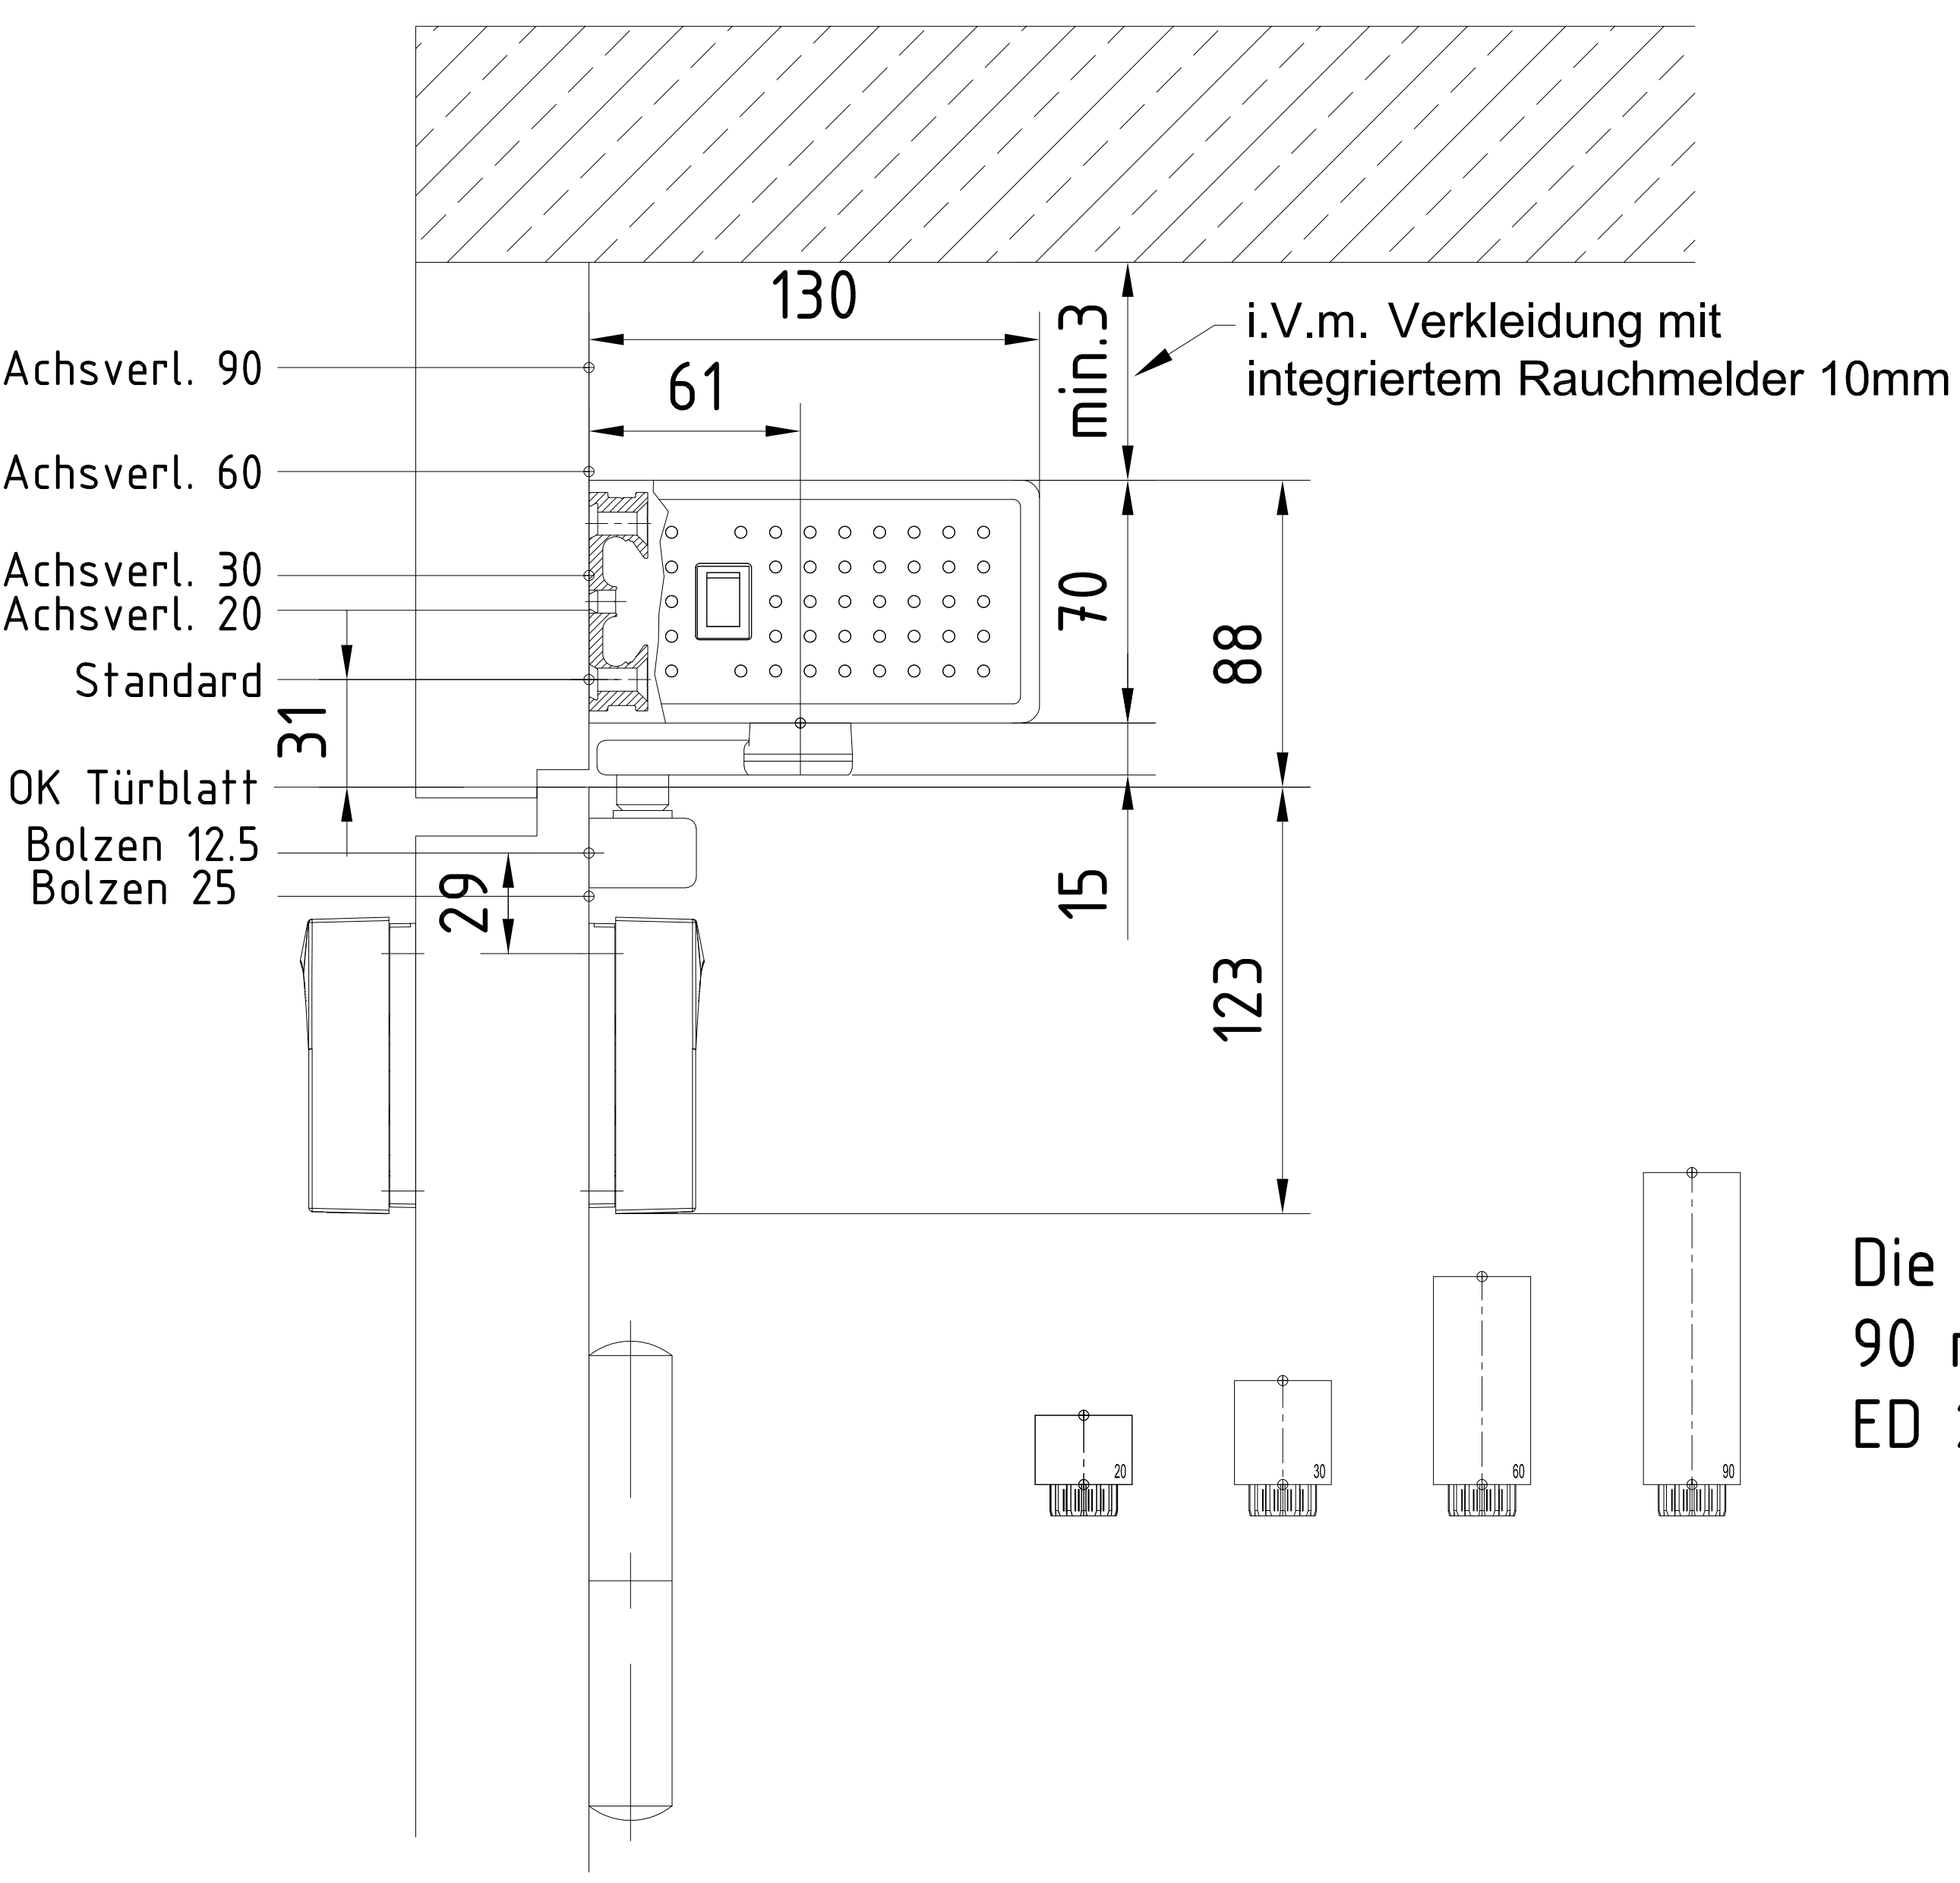 130
min.3
i.V.m. Verkleidung mit
integriertem Rauchmelder 10mm
61
Achsverl. 90
Achsverl. 60
Achsverl. 30
Achsverl. 20
Standard
31
70
88
OK Türblatt
Bolzen 12.5
Bolzen 25
29
15
123
20
30
60
90
Die
90
ED